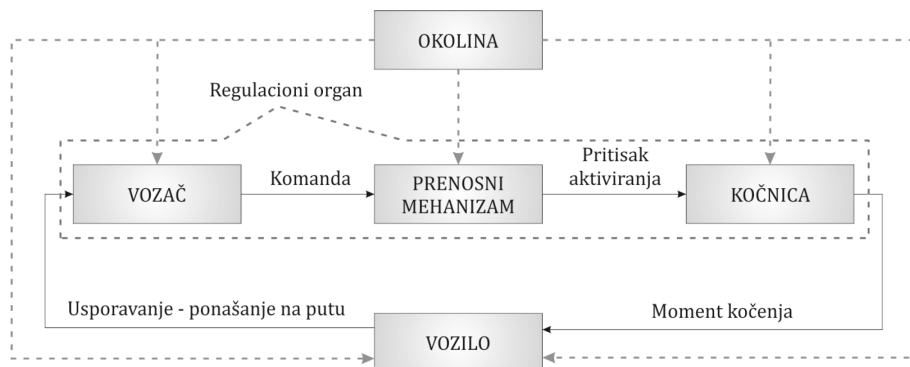 OKOLINA
Regulacioni organ
VOZAČ
Komanda
PRENOSNI
MEHANIZAM
Pritisak
aktiviranja
KOČNICA
Usporavanje - ponašanje na putu
Moment kočenja
VOZILO